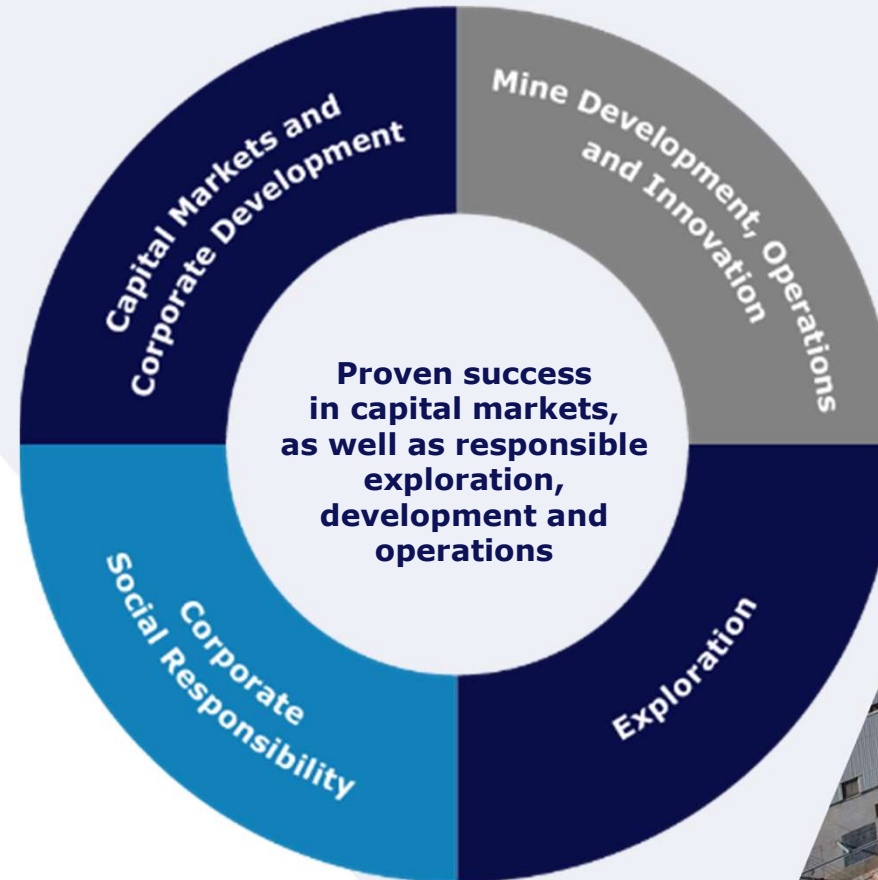 Capital Markets and
Corporate Development
Mine Development, Operations
and Innovation
Proven success
in capital markets,
as well as responsible
exploration,
development and
operations
Corporate
Social Responsibility
Exploration